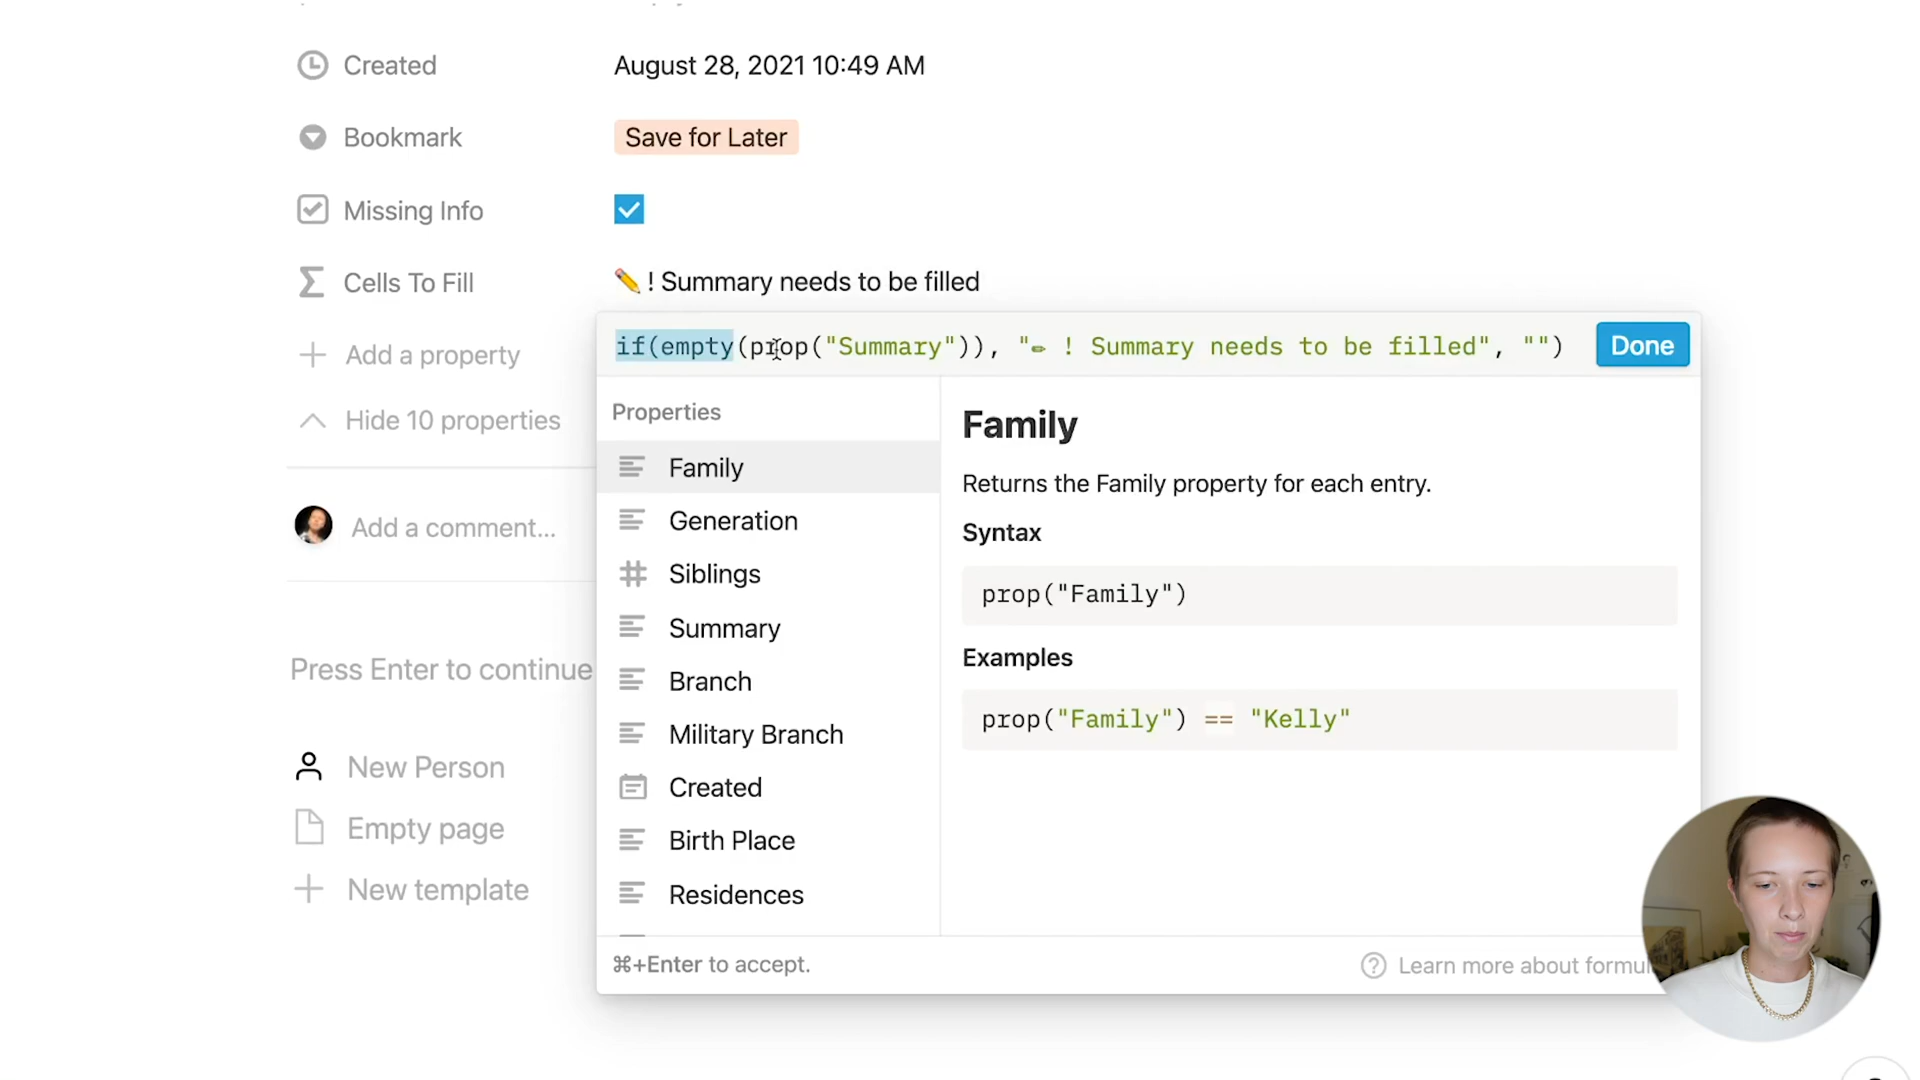 Created August 28, 2021 10:49 AM
Bookmark Save for Later
Missing Info
Cells To Fill ✏️ ! Summary needs to be filled
if(empty(prop("Summary")), "✏ ! Summary needs to be filled", "") Done
Add a property
Hide 10 properties
Add a comment...
Press Enter to continue
New Person
Empty page
New template
Properties
Family
Generation
Siblings
Summary
Branch
Military Branch
Created
Birth Place
Residences
Family
Returns the Family property for each entry.
Syntax
prop("Family")
Examples
prop("Family") == "Kelly"
⌘+Enter to accept.
Learn more about